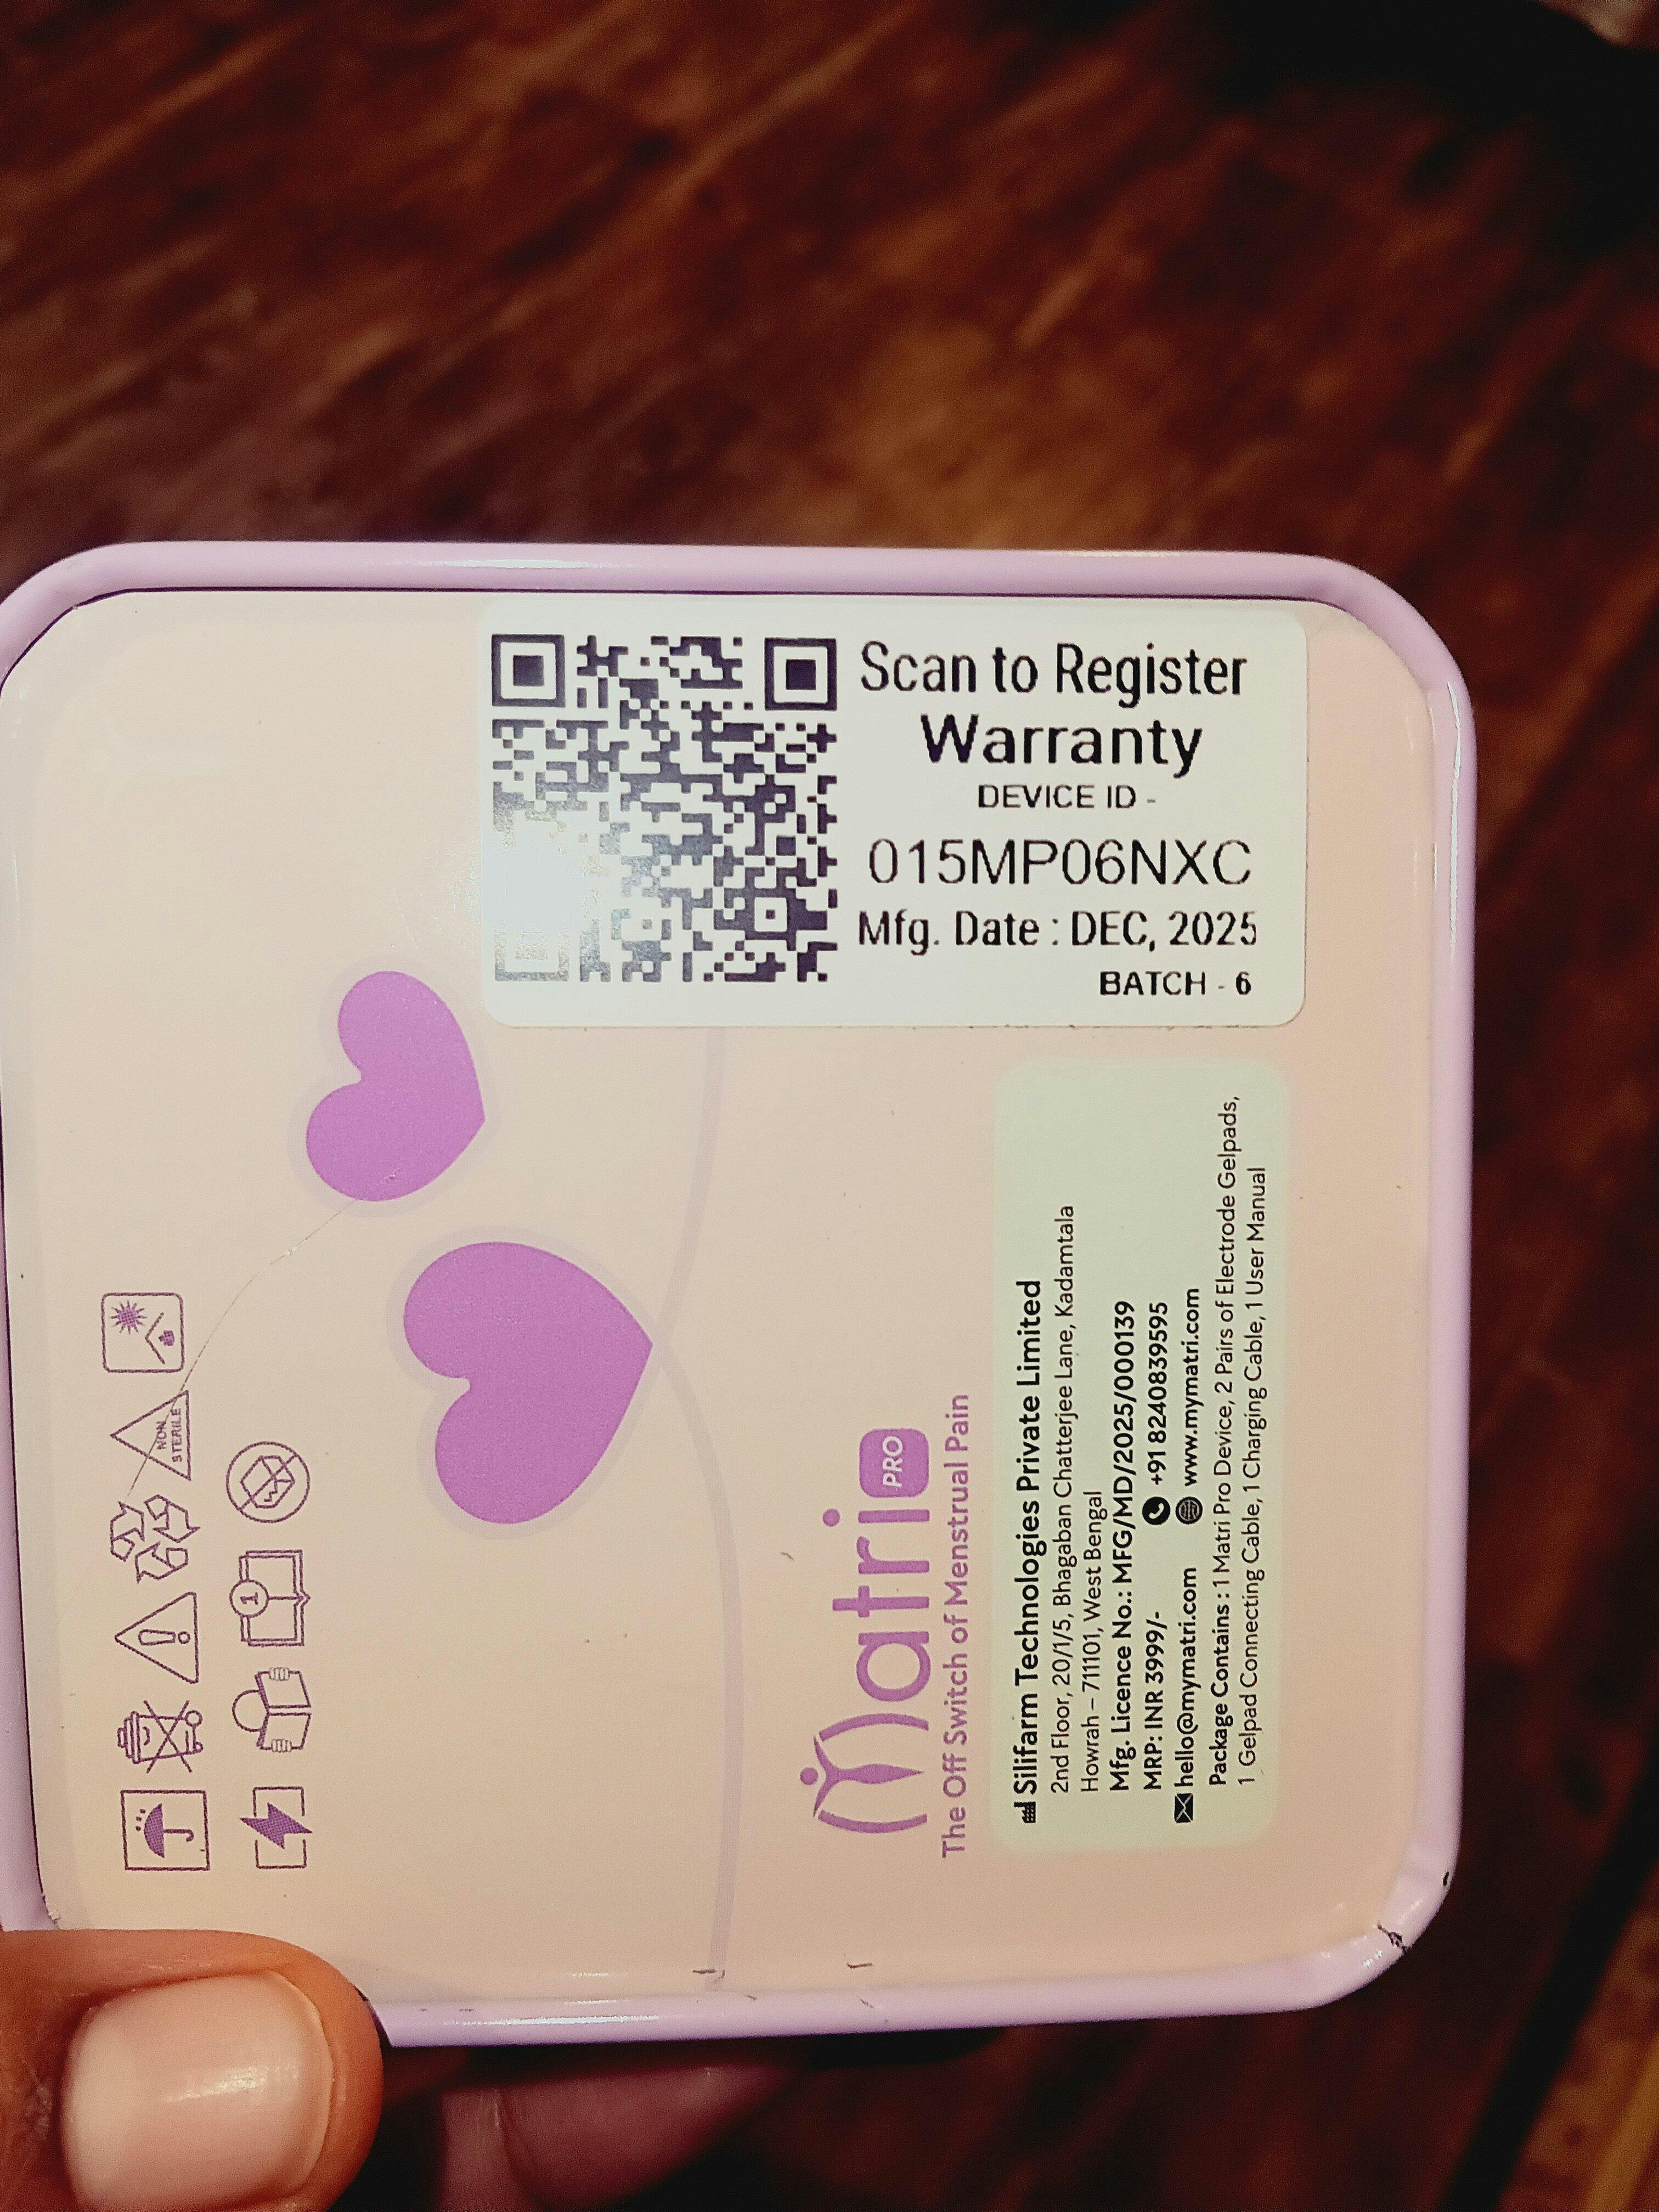 Scan to Register
Warranty
DEVICE ID -
015MP06NXC
Mfg. Date : DEC, 2025
BATCH - 6
NON
STERILE
1
matri PRO
The Off Switch of Menstrual Pain
Silifarm Technologies Private Limited
2nd Floor, 20/1/5, Bhagaban Chatterjee Lane, Kadamtala
Howrah – 711101, West Bengal
Mfg. Licence No.: MFG/MD/2025/000139
MRP: INR 3999/- +91 8240839595
hello@mymatri.com www.mymatri.com
Package Contains : 1 Matri Pro Device, 2 Pairs of Electrode Gelpads,
1 Gelpad Connecting Cable, 1 Charging Cable, 1 User Manual